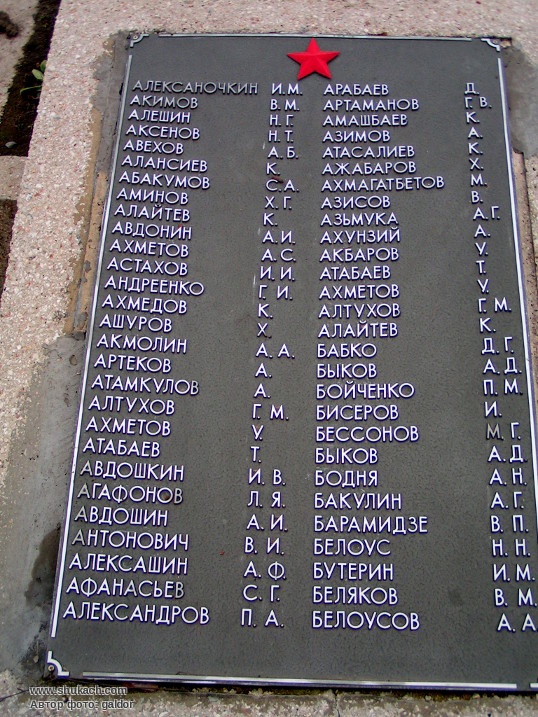 АЛЕКСАНОЧКИН И.М.
АКИМОВ В.М.
АЛЕШИН Н.Г.
АКСЕНОВ Н.Т.
АВЕХОВ А.Б.
АЛАНСИЕВ К.
АБАКУМОВ С.А.
АМИНОВ Х.Г.
АЛАЙТЕВ К.
АВДОНИН А.И.
АХМЕТОВ А.С.
АСТАХОВ И.И.
АНДРЕЕНКО Г.И.
АХМЕДОВ К.
АШУРОВ Х.
АКМОЛИН А.А.
АРТЕКОВ А.
АТАМКУЛОВ А.
АЛТУХОВ Г.М.
АХМЕТОВ У.
АТАБАЕВ Т.
АВДОШКИН И.В.
АГАФОНОВ Л.Я.
АВДОШИН А.И.
АНТОНОВИЧ В.И.
АЛЕКСАШИН А.Ф.
АФАНАСЬЕВ С.Г.
АЛЕКСАНДРОВ П.А.
АРАБАЕВ Д.
АРТАМАНОВ Г.В.
АМАШБАЕВ К.
АЗИМОВ А.
АТАСАЛИЕВ К.
АЖАБАРОВ Х.
АХМАГАТБЕТОВ М.
АЗИСОВ В.
АЗЬМУКА А.Г.
АХУНЗИЙ А.
АКБАРОВ У.
АТАБАЕВ Т.
АХМЕТОВ У.
АЛТУХОВ Г.М.
АЛАЙТЕВ К.
БАБКО Д.Г.
БЫКОВ А.Д.
БОЙЧЕНКО П.М.
БИСЕРОВ И.
БЕССОНОВ М.Г.
БЫКОВ А.Д.
БОДНЯ А.Н.
БАКУЛИН А.Г.
БАРАМИДЗЕ В.П.
БЕЛОУС Н.Н.
БУТЕРИН И.М.
БЕЛЯКОВ В.М.
БЕЛОУСОВ А.А.
www.shukach.com
Автор фото: galdor